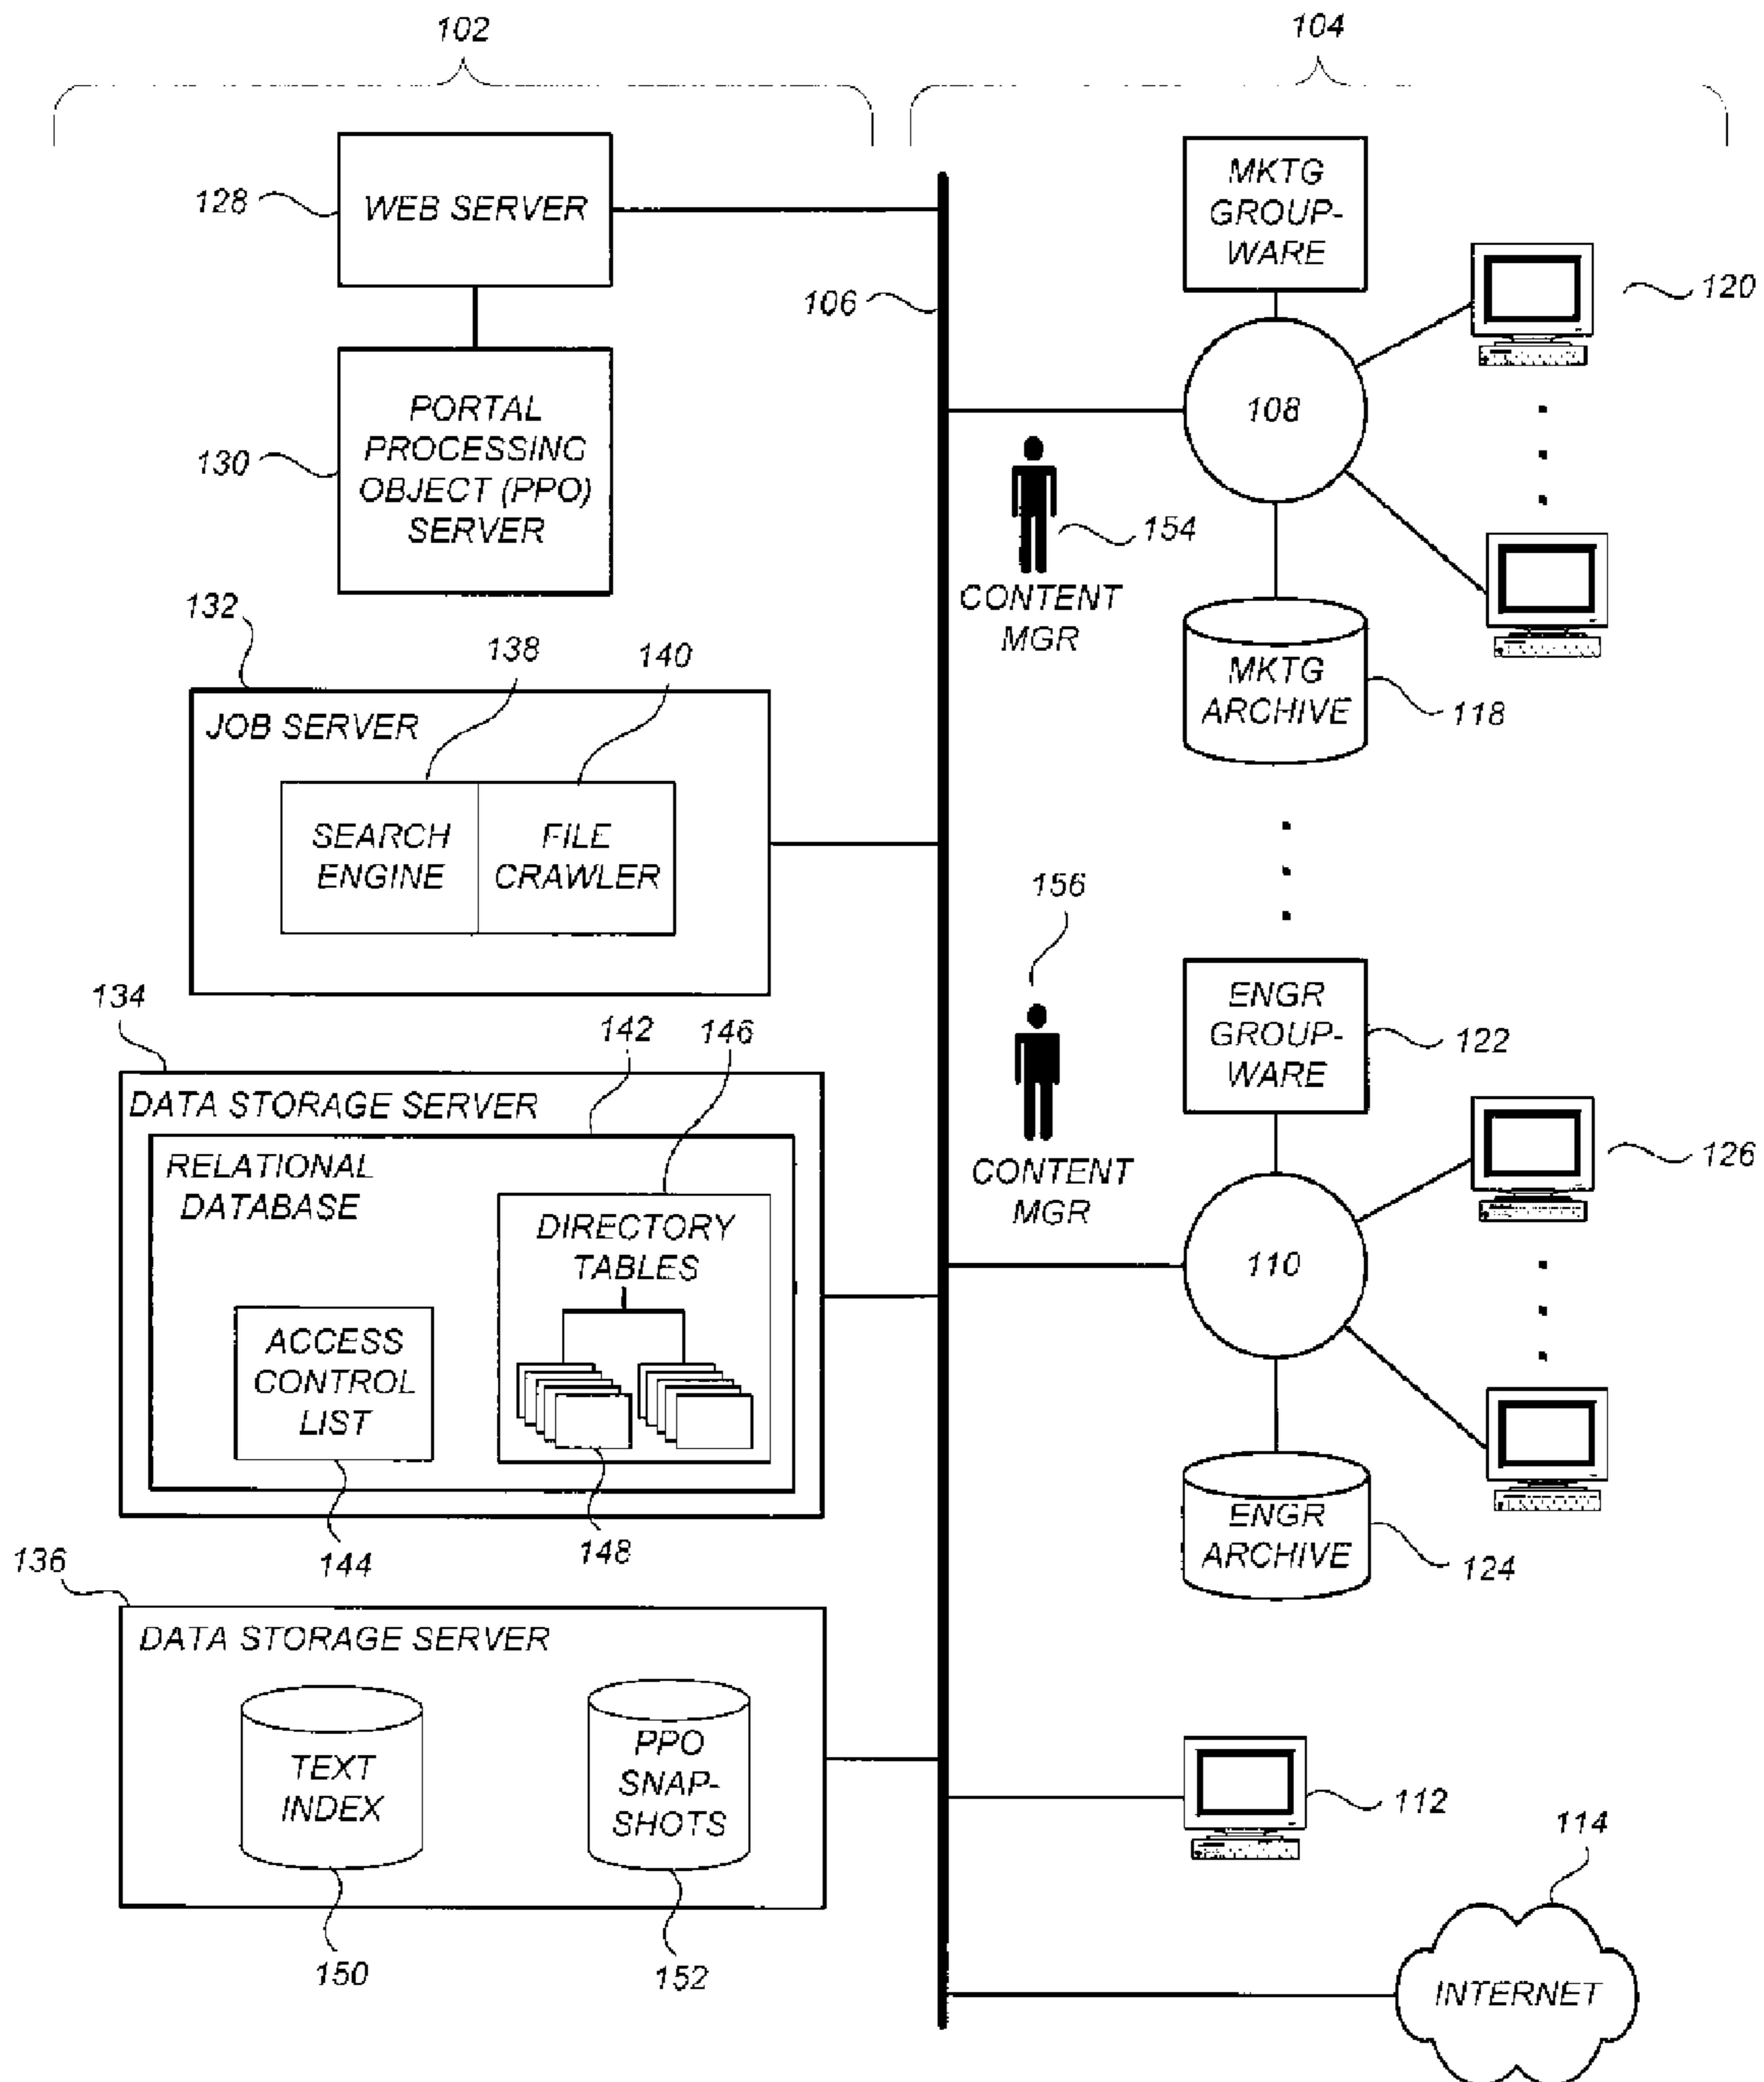 102
104
WEB SERVER
128
MKTG
GROUP-
WARE
120
106
108
PORTAL
PROCESSING
OBJECT (PPO)
SERVER
130
154
CONTENT
MGR
MKTG
ARCHIVE
118
132
138
140
JOB SERVER
SEARCH
ENGINE
FILE
CRAWLER
156
CONTENT
MGR
ENGR
GROUP-
WARE
122
126
110
ENGR
ARCHIVE
124
134
142
146
DATA STORAGE SERVER
RELATIONAL
DATABASE
DIRECTORY
TABLES
ACCESS
CONTROL
LIST
144
148
136
DATA STORAGE SERVER
TEXT
INDEX
PPO
SNAP-
SHOTS
150
152
112
114
INTERNET